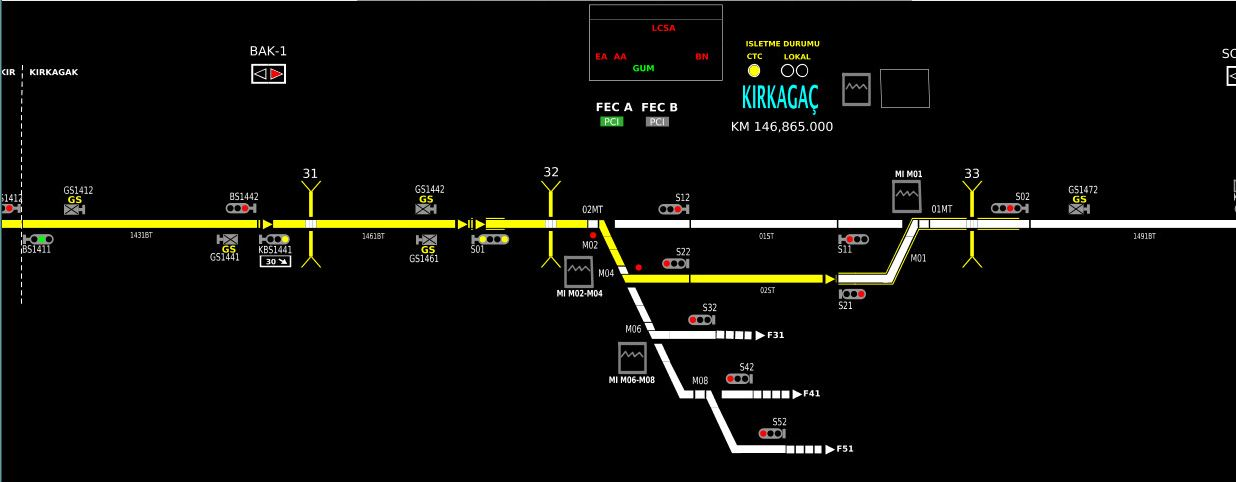 LCSA
EA AA BN
GUM
ISLETME DURUMU
CTC LOKAL
BAK-1
KIR KIRKAGAK
KIRKAGAÇ
FEC A FEC B
PCI PCI
KM 146,865.000
31
32
MI M01
33
GS1412
GS
BS1442
GS1442
GS
S12
02MT
01MT
S02
GS1472
GS
1431BT
1461BT
01ST
1491BT
BS1411
GS
GS1441
KBS1441
30
GS
GS1461
S01
M02
S11
M01
S22
M04
MI M02-M04
02ST
S21
S32
M06
F31
MI M06-M08
S42
M08
F41
S52
F51